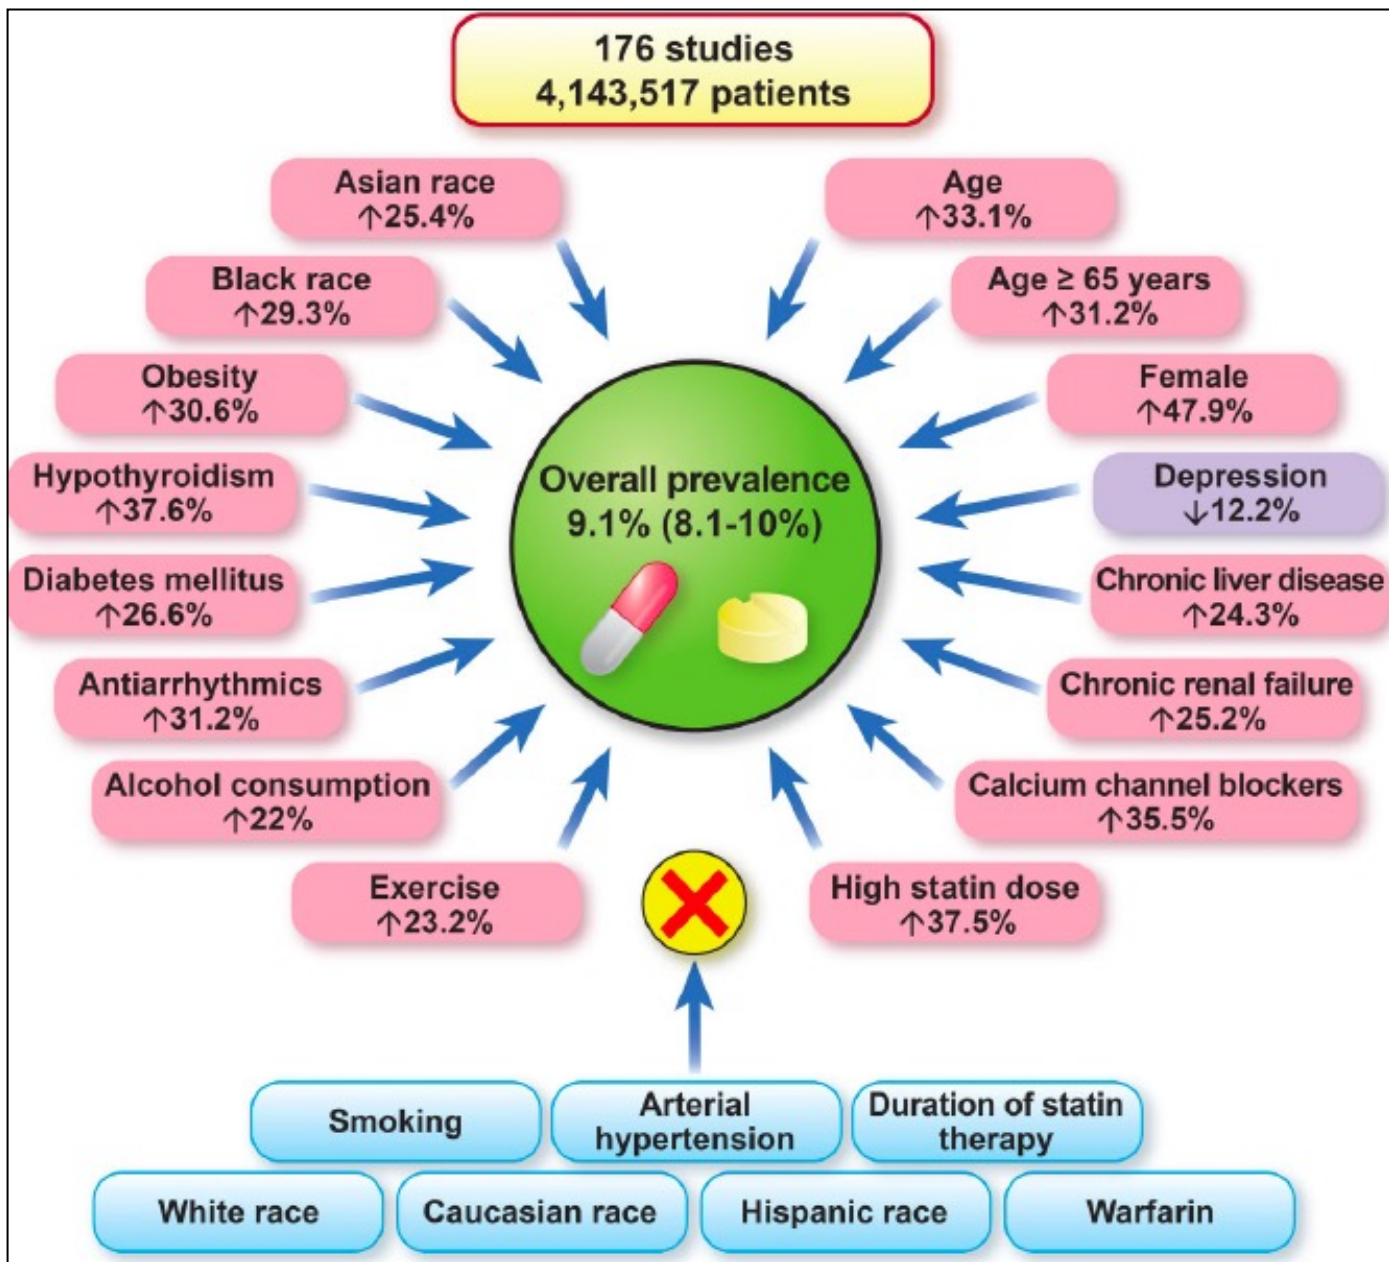 176 studies
4,143,517 patients
Asian race
↑25.4%
Age
↑33.1%
Black race
↑29.3%
Age ≥ 65 years
↑31.2%
Obesity
↑30.6%
Female
↑47.9%
Hypothyroidism
↑37.6%
Overall prevalence
9.1% (8.1-10%)
Depression
↓12.2%
Diabetes mellitus
↑26.6%
Chronic liver disease
↑24.3%
Antiarrhythmics
↑31.2%
Chronic renal failure
↑25.2%
Alcohol consumption
↑22%
Calcium channel blockers
↑35.5%
Exercise
↑23.2%
High statin dose
↑37.5%
Smoking
Arterial
hypertension
Duration of statin
therapy
White race
Caucasian race
Hispanic race
Warfarin